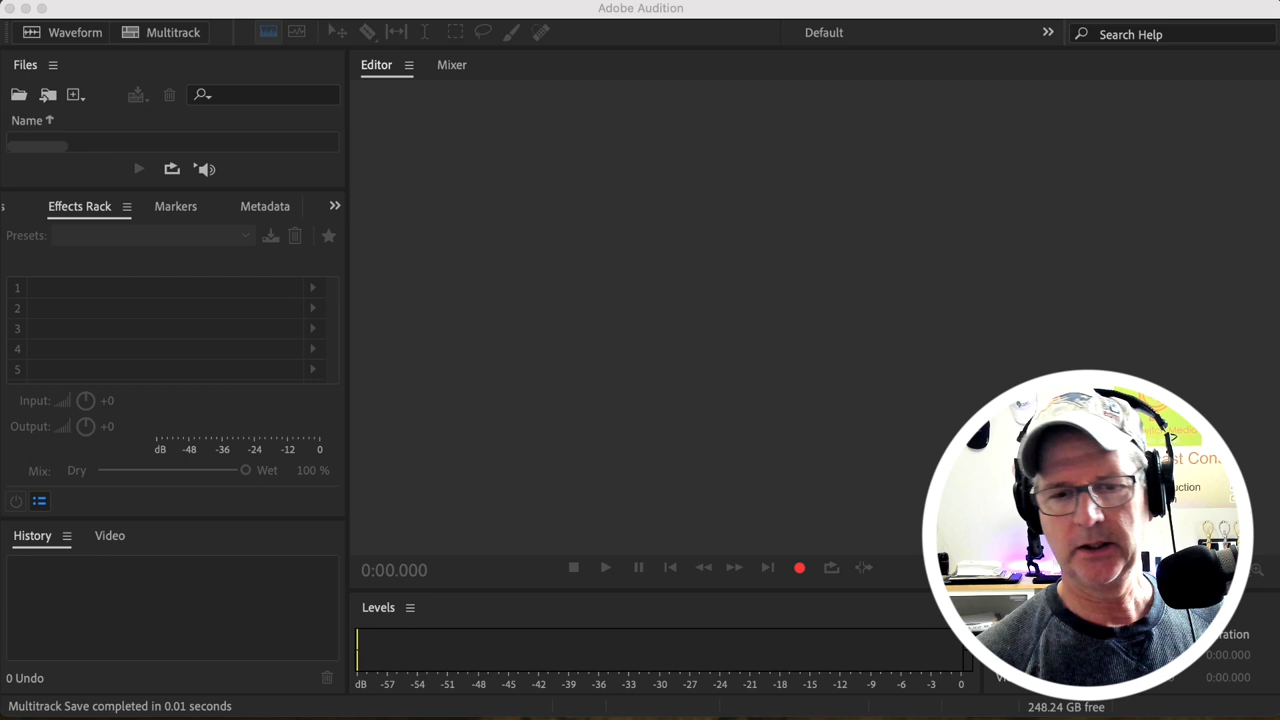 Adobe Audition
Waveform Multitrack Default Search Help
Files Editor Mixer
Name
Effects Rack Markers Metadata
Presets:
1
2
3
4
5
Input: +0
Output: +0
dB -48 -36 -24 -12 0
Mix: Dry Wet 100 %
History Video
0:00.000
Levels
dB -57 -54 -51 -48 -45 -42 -39 -36 -33 -30 -27 -24 -21 -18 -15 -12 -9 -6 -3 0
0:00.000
0:00.000
0 Undo
Multitrack Save completed in 0.01 seconds
248.24 GB free